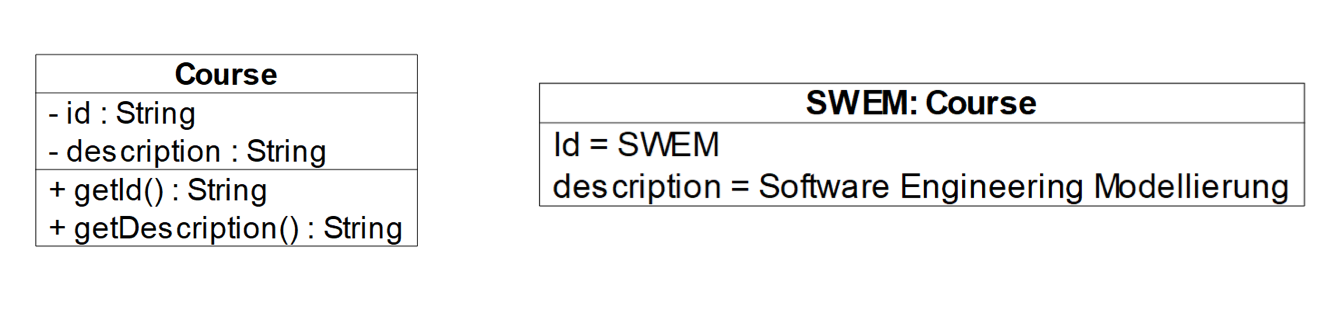 Course
- id : String
- description : String
+ getId() : String
+ getDescription() : String
SWEM: Course
Id = SWEM
description = Software Engineering Modellierung